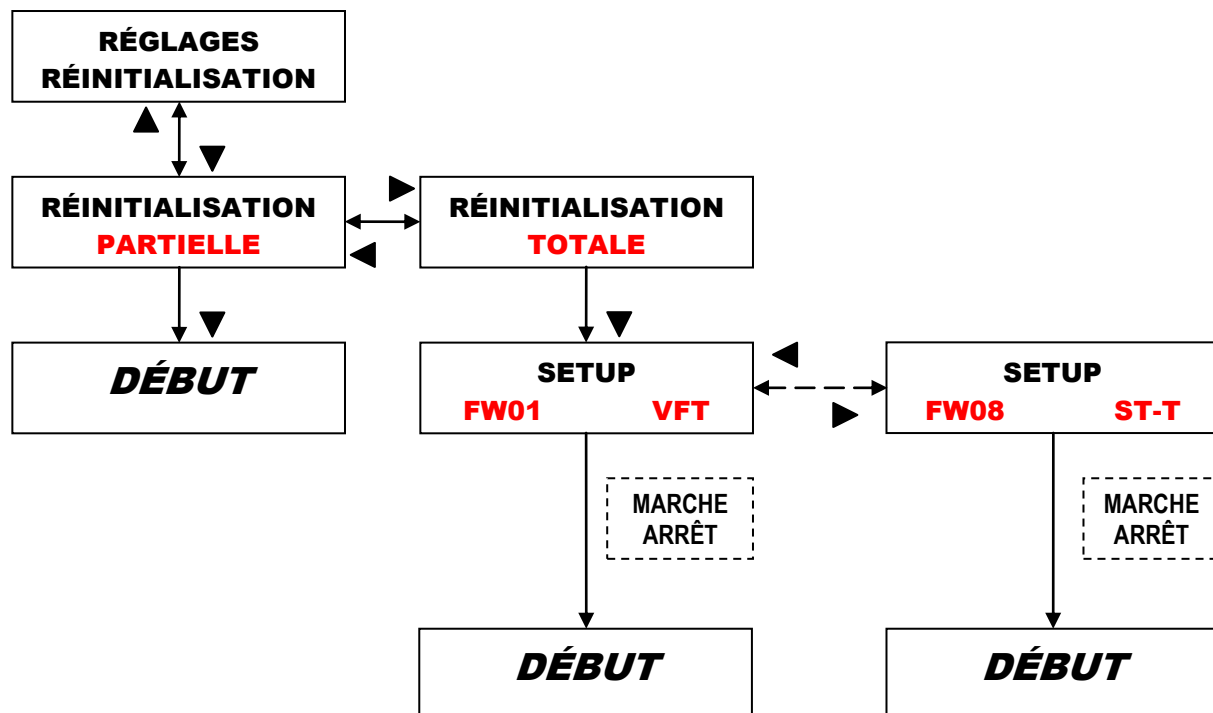 RÉGLAGES
RÉINITIALISATION
RÉINITIALISATION
PARTIELLE
RÉINITIALISATION
TOTALE
DÉBUT
SETUP
FW01 VFT
SETUP
FW08 ST-T
MARCHE
ARRÊT
MARCHE
ARRÊT
DÉBUT
DÉBUT